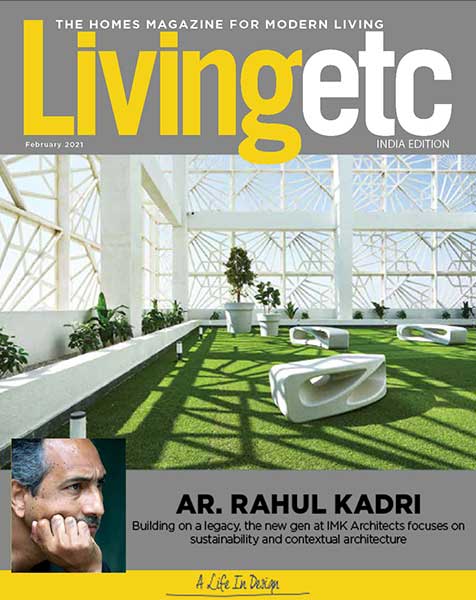 THE HOMES MAGAZINE FOR MODERN LIVING
Livingetc
February 2021
INDIA EDITION
AR. RAHUL KADRI
Building on a legacy, the new gen at IMK Architects focuses on
sustainability and contextual architecture
A Life In Design